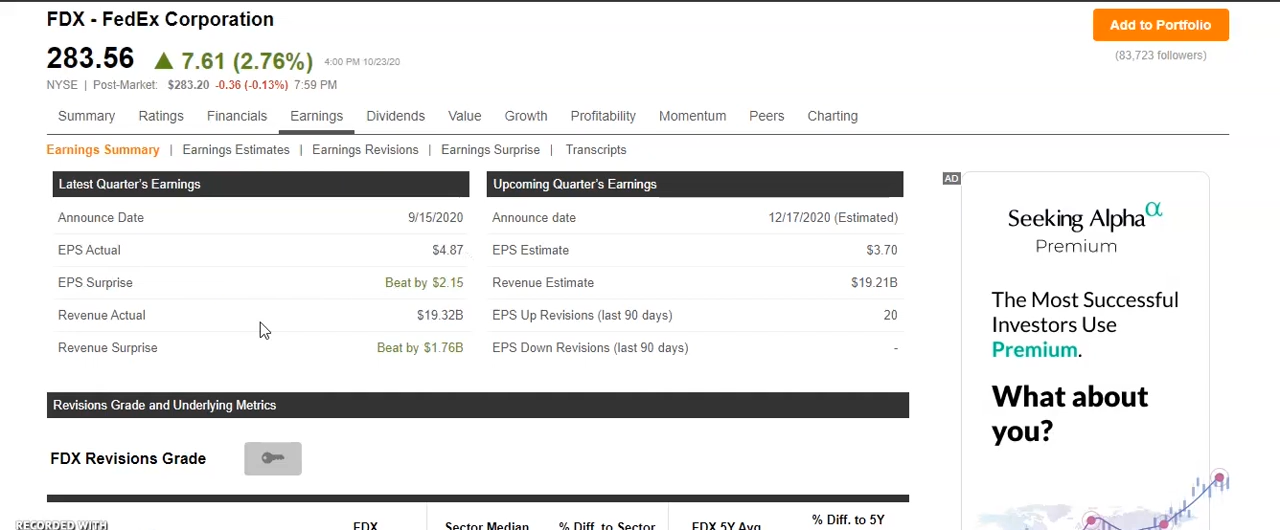 FDX - FedEx Corporation
Add to Portfolio
283.56 ▲ 7.61 (2.76%) 4:00 PM 10/23/20
(83,723 followers)
NYSE | Post-Market: $283.20 -0.36 (-0.13%) 7:59 PM
Summary Ratings Financials Earnings Dividends Value Growth Profitability Momentum Peers Charting
Earnings Summary | Earnings Estimates | Earnings Revisions | Earnings Surprise | Transcripts
Latest Quarter's Earnings
Announce Date 9/15/2020
EPS Actual $4.87
EPS Surprise Beat by $2.15
Revenue Actual $19.32B
Revenue Surprise Beat by $1.76B
Upcoming Quarter's Earnings
Announce date 12/17/2020 (Estimated)
EPS Estimate $3.70
Revenue Estimate $19.21B
EPS Up Revisions (last 90 days) 20
EPS Down Revisions (last 90 days) -
AD
Seeking Alpha α
Premium
The Most Successful
Investors Use
Premium.
What about
you?
Revisions Grade and Underlying Metrics
FDX Revisions Grade
FDX Sector Median % Diff. to Sector FDX 5Y Avg % Diff. to 5Y
RECORDED WITH